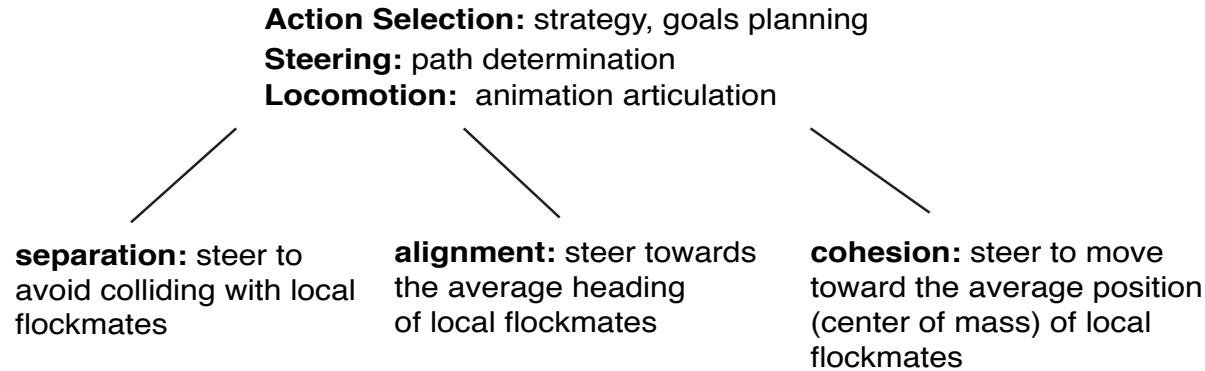 Action Selection: strategy, goals planning
Steering: path determination
Locomotion: animation articulation
separation: steer to
avoid colliding with local
flockmates
alignment: steer towards
the average heading
of local flockmates
cohesion: steer to move
toward the average position
(center of mass) of local
flockmates